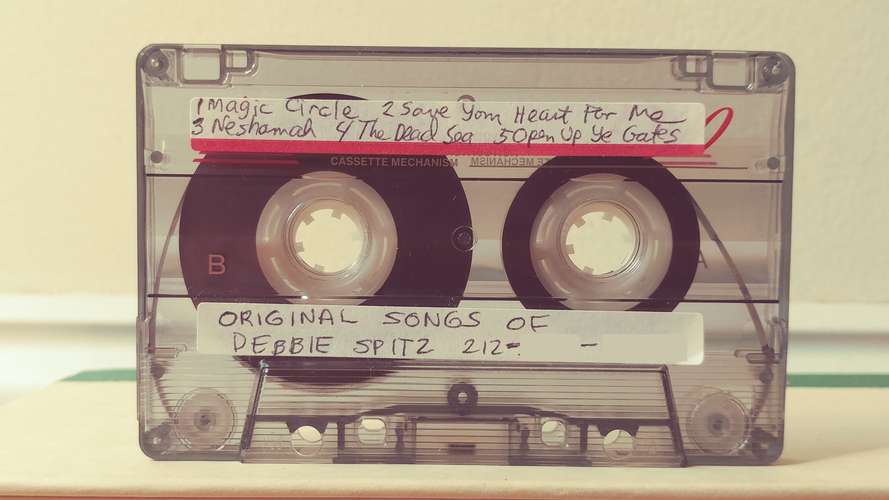 1 Magic Circle 2 Save Your Heart For Me
3 Neshamah 4 The Dead Sea 5 Open Up Ye Gates
CASSETTE MECHANISM
B
A
ORIGINAL SONGS OF
DEBBIE SPITZ 212- -